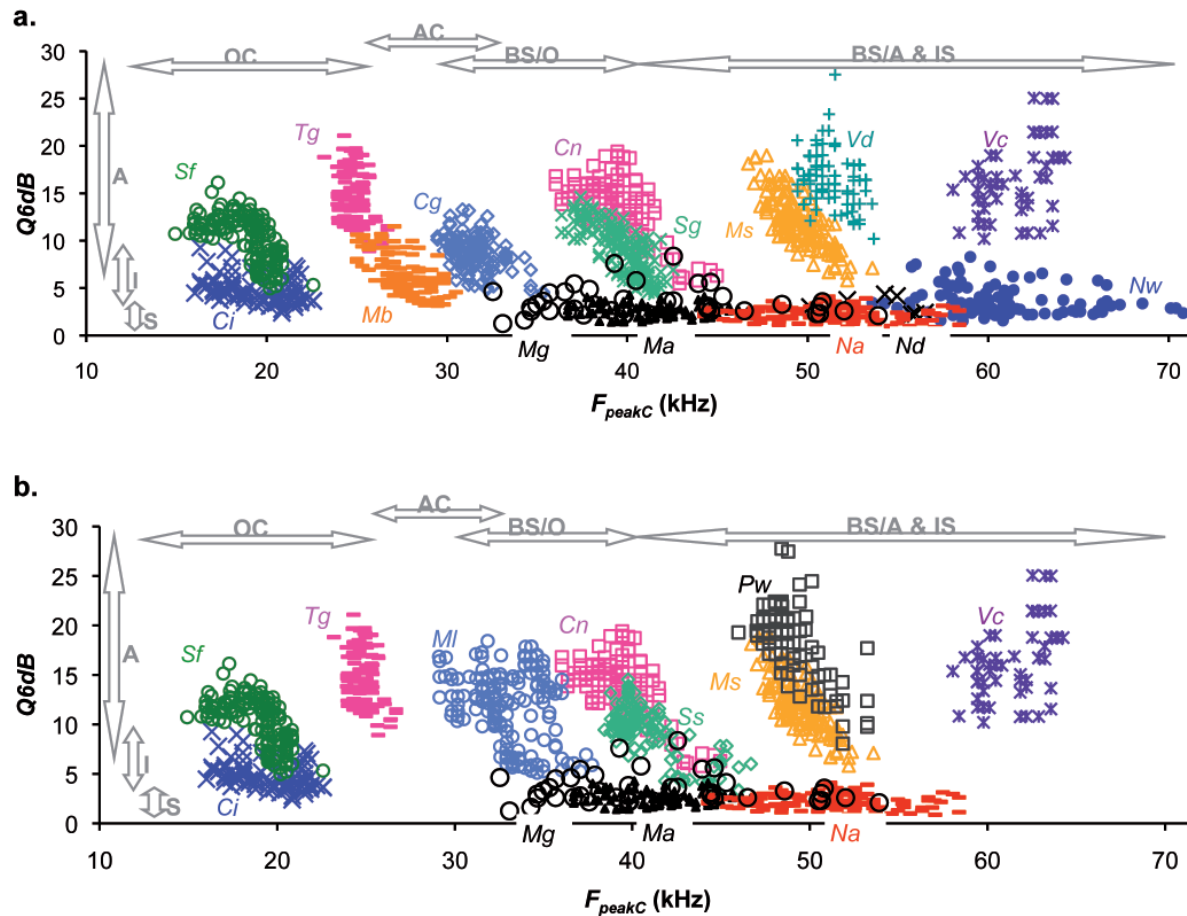 a.
AC
OC
BS/O
BS/A & IS
30
25
20
15
10
5
0
Q6dB
A
I
S
Sf
Ci
Tg
Mb
Cg
Cn
Sg
Ms
Vd
Vc
Nw
Mg
Ma
Na
Nd
10
20
30
40
50
60
70
FpeakC (kHz)
b.
AC
OC
BS/O
BS/A & IS
30
25
20
15
10
5
0
Q6dB
A
I
S
Sf
Ci
Tg
Ml
Cn
Ss
Pw
Ms
Vc
Mg
Ma
Na
10
20
30
40
50
60
70
FpeakC (kHz)